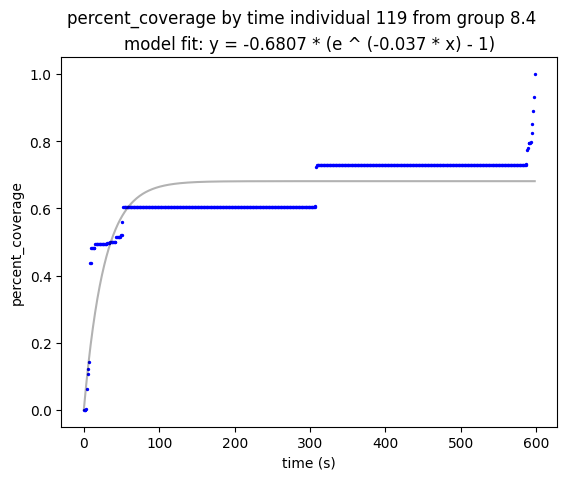 percent_coverage by time individual 119 from group 8.4
model fit: y = -0.6807 * (e ^ (-0.037 * x) - 1)
1.0
0.8
0.6
0.4
0.2
0.0
percent_coverage
0 100 200 300 400 500 600
time (s)